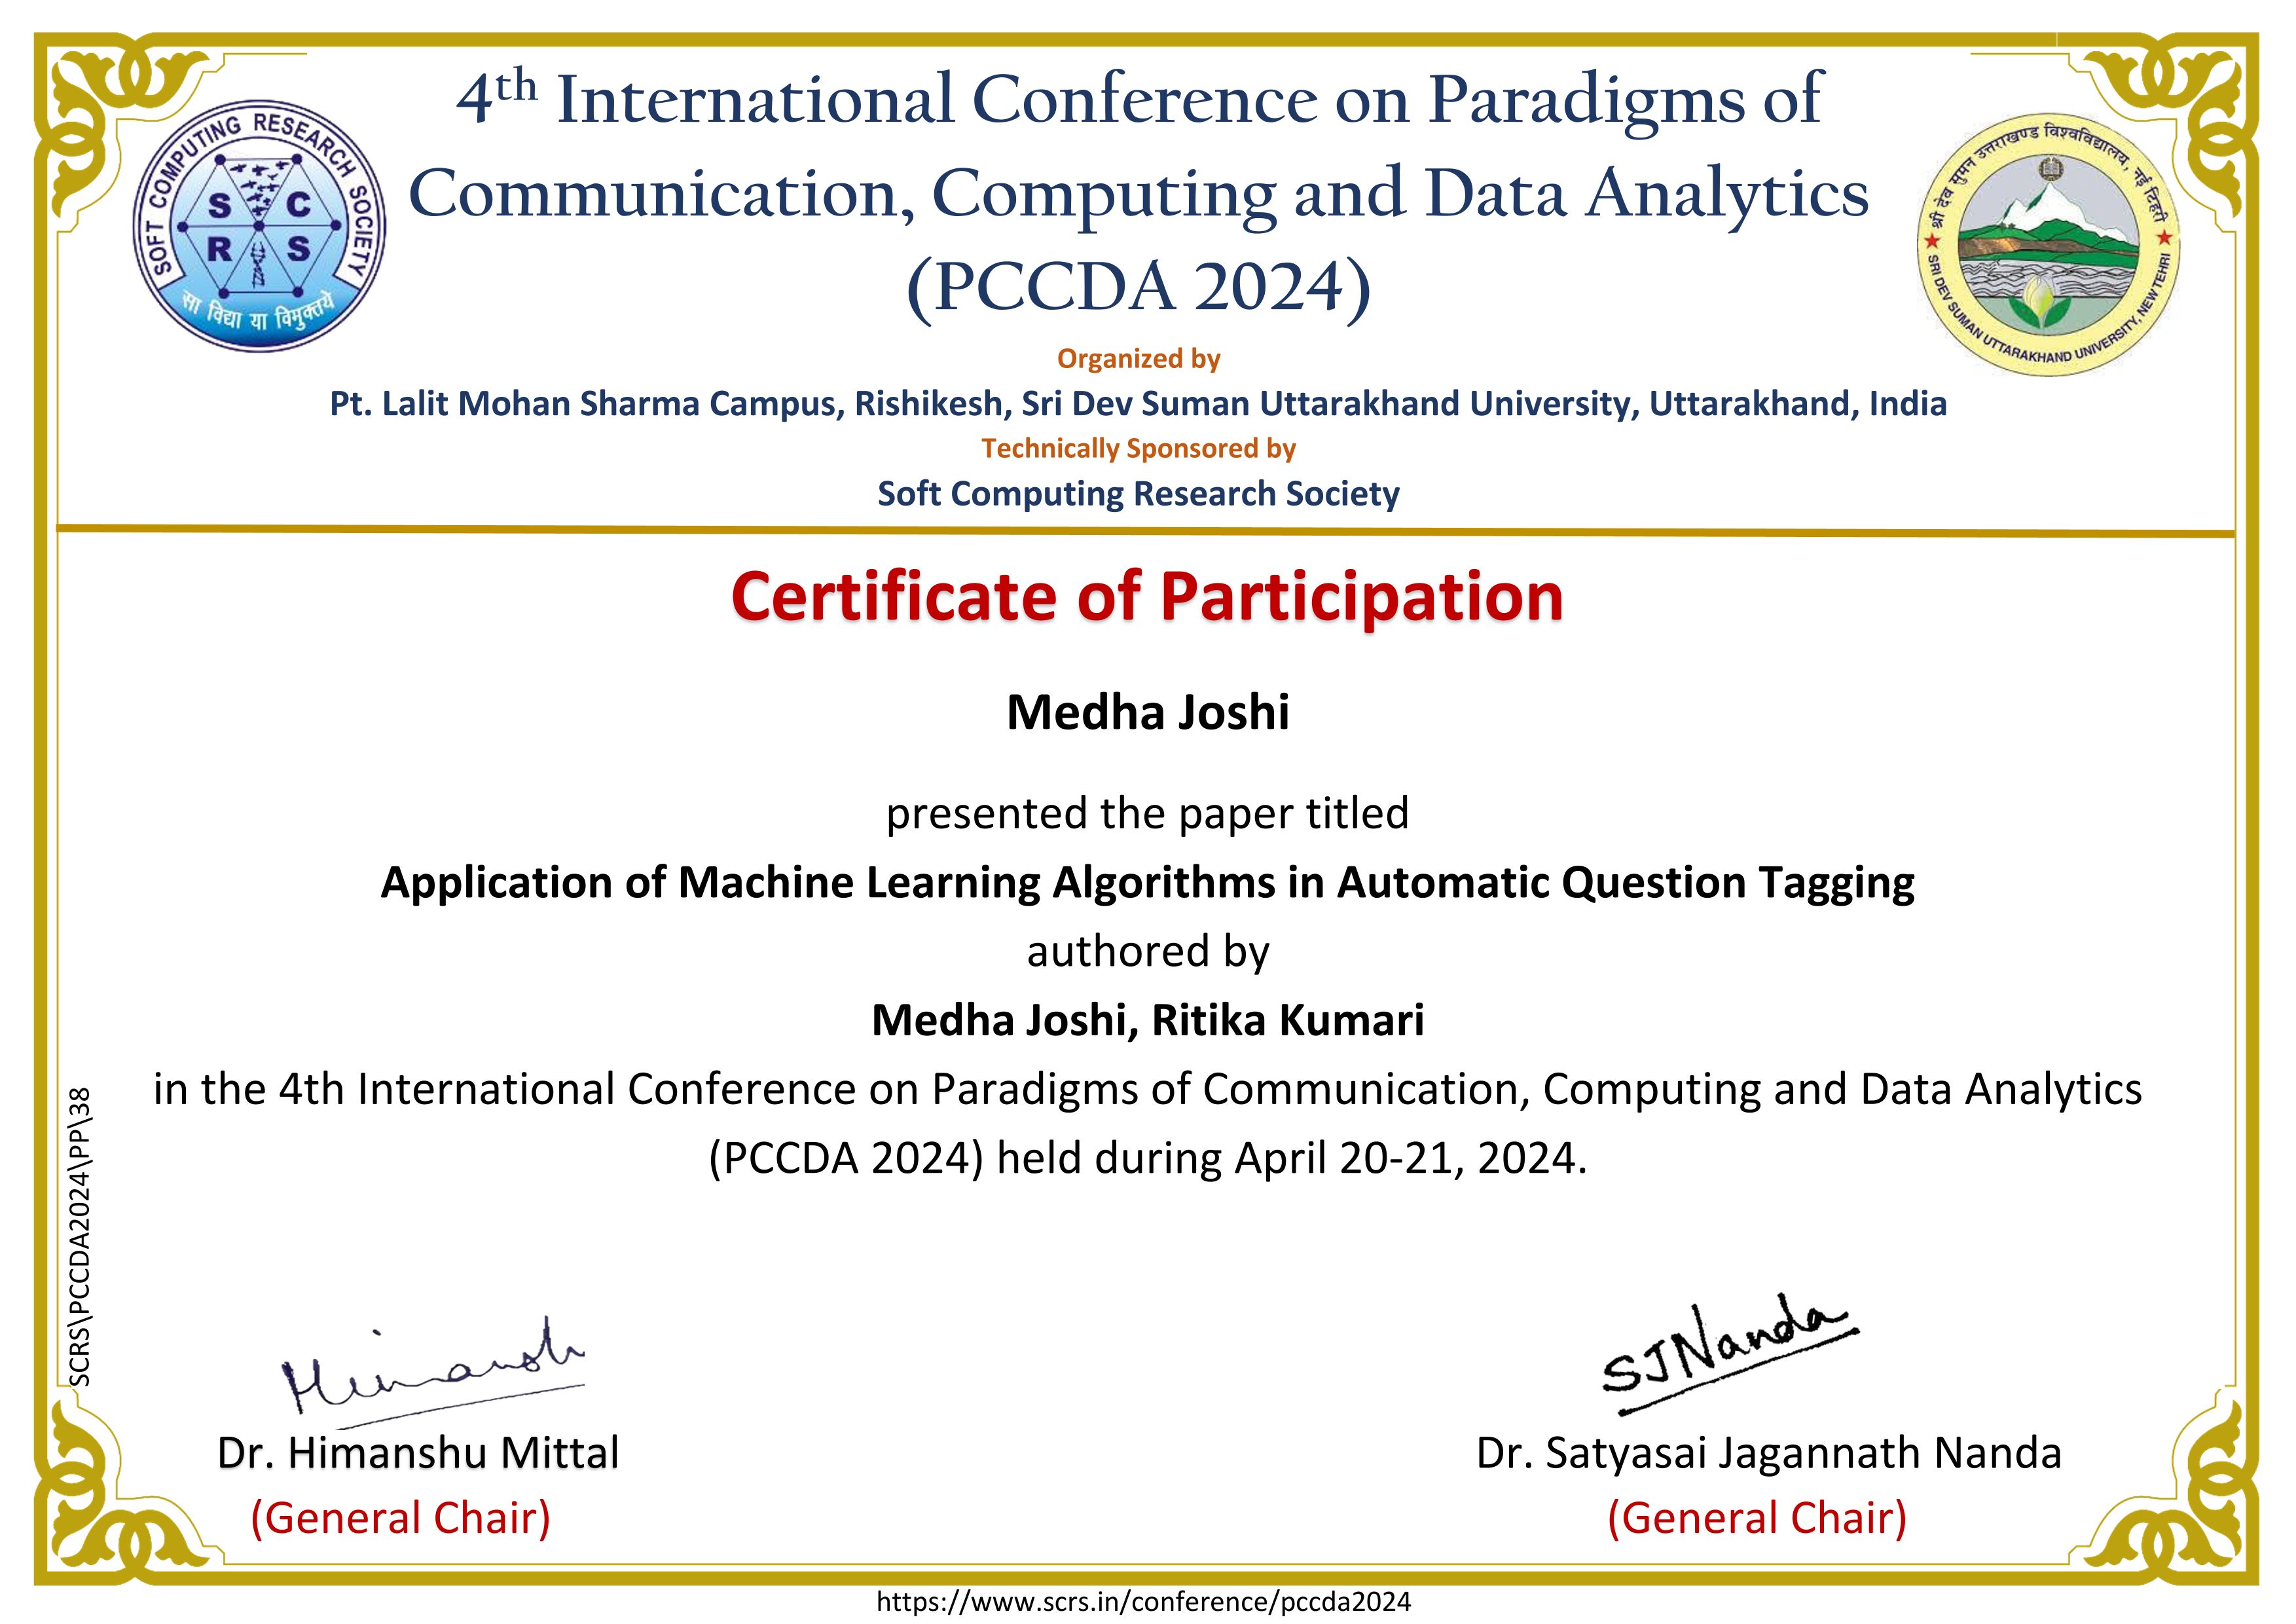 4th International Conference on Paradigms of
Communication, Computing and Data Analytics
(PCCDA 2024)
SOFT COMPUTING RESEARCH SOCIETY
S C
R S
सा विद्या या विमुक्तये
श्री देव सुमन उत्तराखण्ड विश्वविद्यालय, नई टिहरी
SRI DEV SUMAN UTTARAKHAND UNIVERSITY, NEW TEHRI
Organized by
Pt. Lalit Mohan Sharma Campus, Rishikesh, Sri Dev Suman Uttarakhand University, Uttarakhand, India
Technically Sponsored by
Soft Computing Research Society
Certificate of Participation
Medha Joshi
presented the paper titled
Application of Machine Learning Algorithms in Automatic Question Tagging
authored by
Medha Joshi, Ritika Kumari
in the 4th International Conference on Paradigms of Communication, Computing and Data Analytics
(PCCDA 2024) held during April 20-21, 2024.
SCRS\PCCDA2024\PP\38
Himanshu
SJNanda
Dr. Himanshu Mittal
Dr. Satyasai Jagannath Nanda
(General Chair)
(General Chair)
https://www.scrs.in/conference/pccda2024